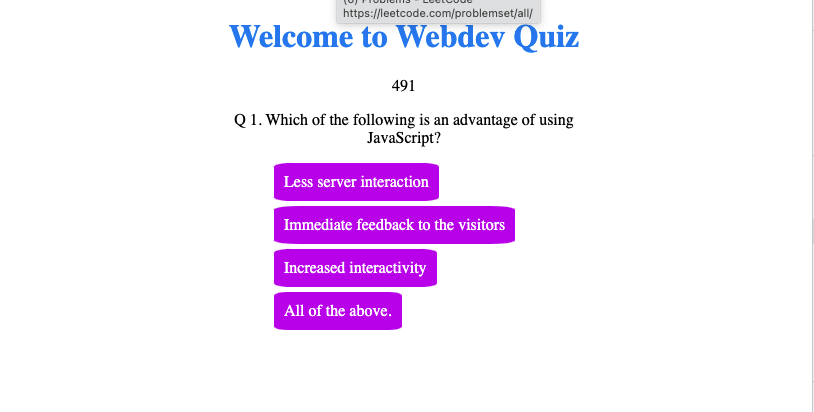 (6) Problems - LeetCode
https://leetcode.com/problemset/all/
Welcome to Webdev Quiz
491
Q 1. Which of the following is an advantage of using
JavaScript?
Less server interaction
Immediate feedback to the visitors
Increased interactivity
All of the above.